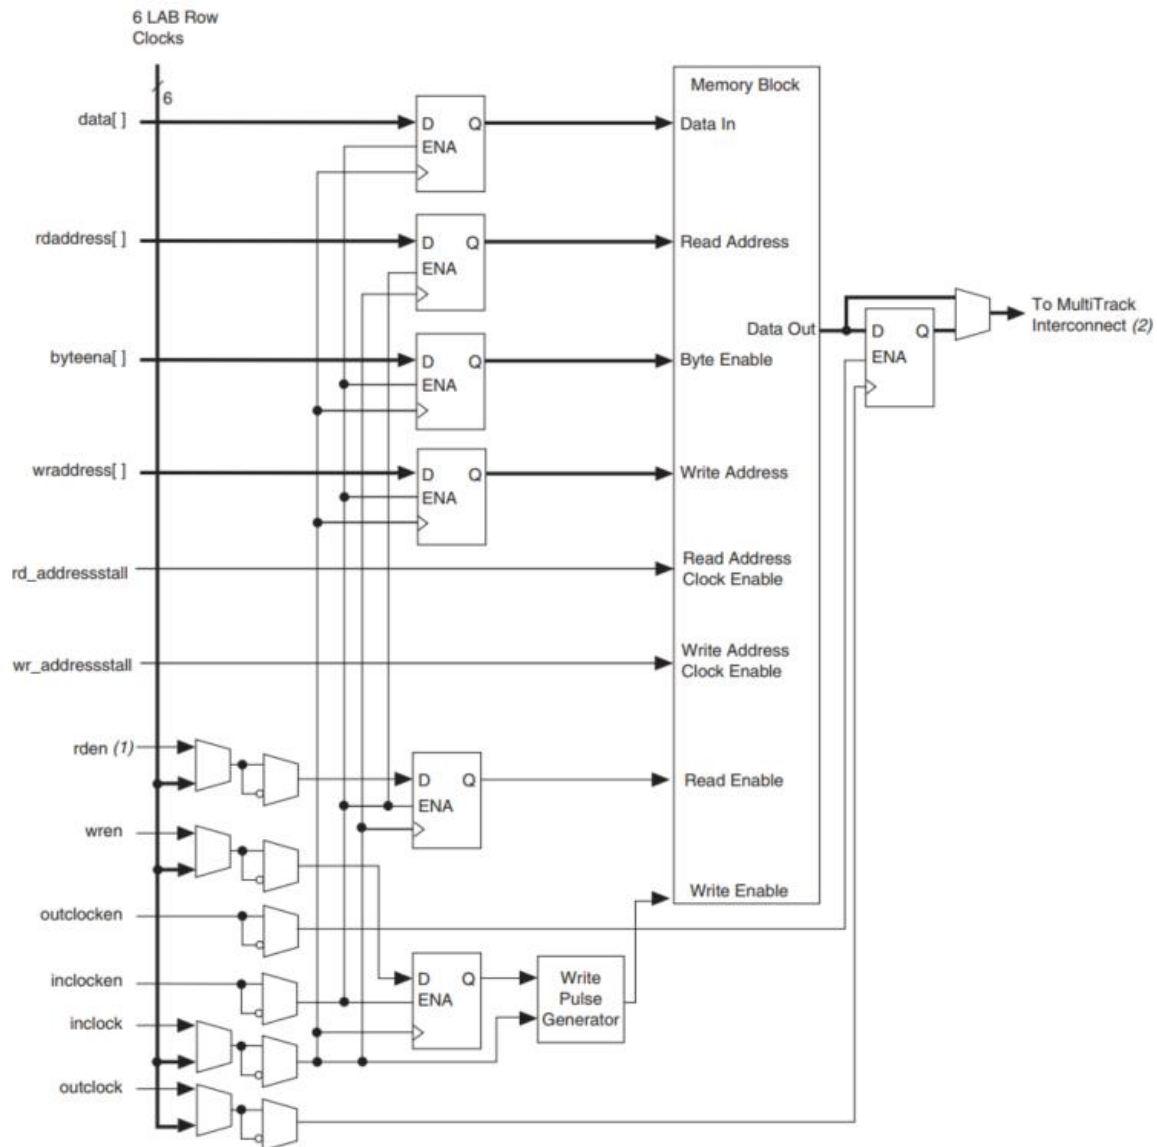 6 LAB Row
Clocks
6
data[ ]
D Q
ENA
Memory Block
Data In
rdaddress[ ]
D Q
ENA
Read Address
Data Out
D Q
ENA
To MultiTrack
Interconnect (2)
byteena[ ]
D Q
ENA
Byte Enable
wraddress[ ]
D Q
ENA
Write Address
rd_addressstall
Read Address
Clock Enable
wr_addressstall
Write Address
Clock Enable
rden (1)
D Q
ENA
Read Enable
wren
Write Enable
outclocken
inclocken
D Q
ENA
Write
Pulse
Generator
inclock
outclock